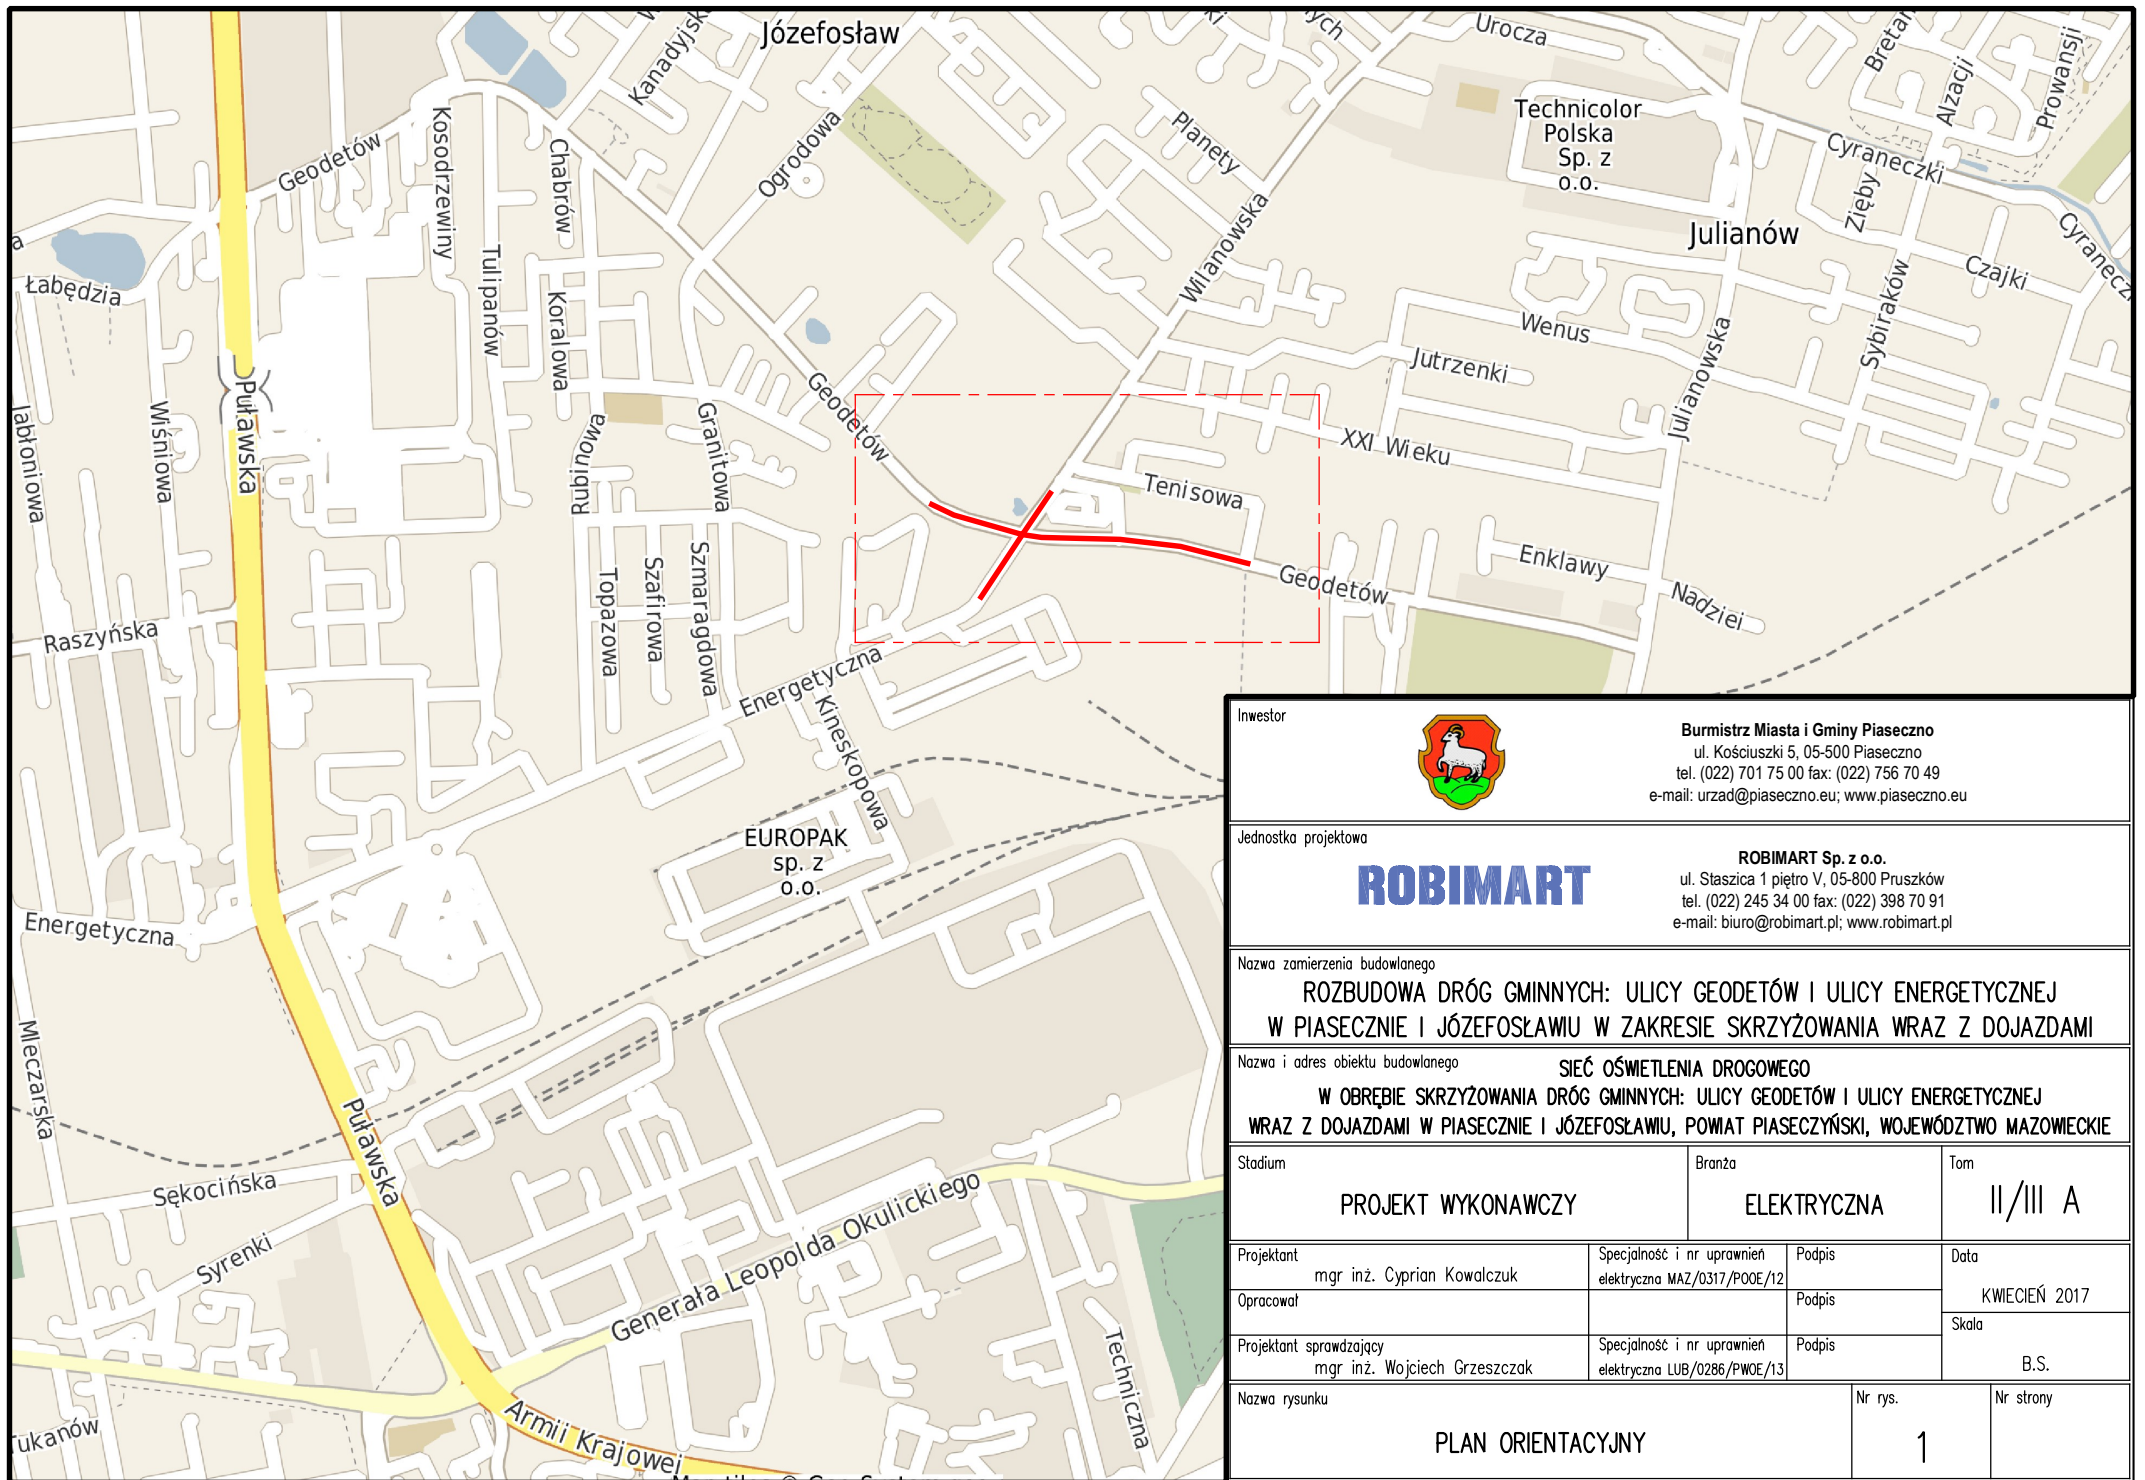 Józefosław
Urocza
Kanadyjsk
Technicolor
Polska
Sp. z
o.o.
Alzacji
Prowansji
Geodetów
Kosodrzewiny
Chabrów
Ogrodowa
Planety
Cyraneczki
Zięby
Julianów
Wilanowska
Łabędzia
Tulipanów
Koralowa
Czajki
Cyranecz
Wenus
Jutrzenki
Julianowska
Sybiraków
Puławska
Wiśniowa
Jabłoniowa
Geodetów
Rubinowa
Granitowa
XXI Wieku
Tenisowa
Topazowa
Szafirowa
Szmaragdowa
Geodetów
Enklawy
Nadziei
Raszyńska
Energetyczna
Kineskopowa
EUROPAK
sp. z
o.o.
Energetyczna
Mleczarska
Puławska
Sękocińska
Syrenki
Generała Leopolda Okulickiego
Techniczna
Armii Krajowej
ukanów
Inwestor
Burmistrz Miasta i Gminy Piaseczno
ul. Kościuszki 5, 05-500 Piaseczno
tel. (022) 701 75 00 fax: (022) 756 70 49
e-mail: urzad@piaseczno.eu; www.piaseczno.eu
Jednostka projektowa
ROBIMART
ROBIMART Sp. z o.o.
ul. Staszica 1 piętro V, 05-800 Pruszków
tel. (022) 245 34 00 fax: (022) 398 70 91
e-mail: biuro@robimart.pl; www.robimart.pl
Nazwa zamierzenia budowlanego
ROZBUDOWA DRÓG GMINNYCH: ULICY GEODETÓW I ULICY ENERGETYCZNEJ
W PIASECZNIE I JÓZEFOSŁAWIU W ZAKRESIE SKRZYŻOWANIA WRAZ Z DOJAZDAMI
Nazwa i adres obiektu budowlanego
SIEĆ OŚWIETLENIA DROGOWEGO
W OBRĘBIE SKRZYŻOWANIA DRÓG GMINNYCH: ULICY GEODETÓW I ULICY ENERGETYCZNEJ
WRAZ Z DOJAZDAMI W PIASECZNIE I JÓZEFOSŁAWIU, POWIAT PIASECZYŃSKI, WOJEWÓDZTWO MAZOWIECKIE
Stadium
PROJEKT WYKONAWCZY
Branża
ELEKTRYCZNA
Tom
II/III A
Projektant
mgr inż. Cyprian Kowalczuk
Specjalność i nr uprawnień
elektryczna MAZ/0317/POOE/12
Podpis
Data
KWIECIEŃ 2017
Opracował
Podpis
Skala
B.S.
Projektant sprawdzający
mgr inż. Wojciech Grzeszczak
Specjalność i nr uprawnień
elektryczna LUB/0286/PWOE/13
Podpis
Nazwa rysunku
PLAN ORIENTACYJNY
Nr rys.
1
Nr strony